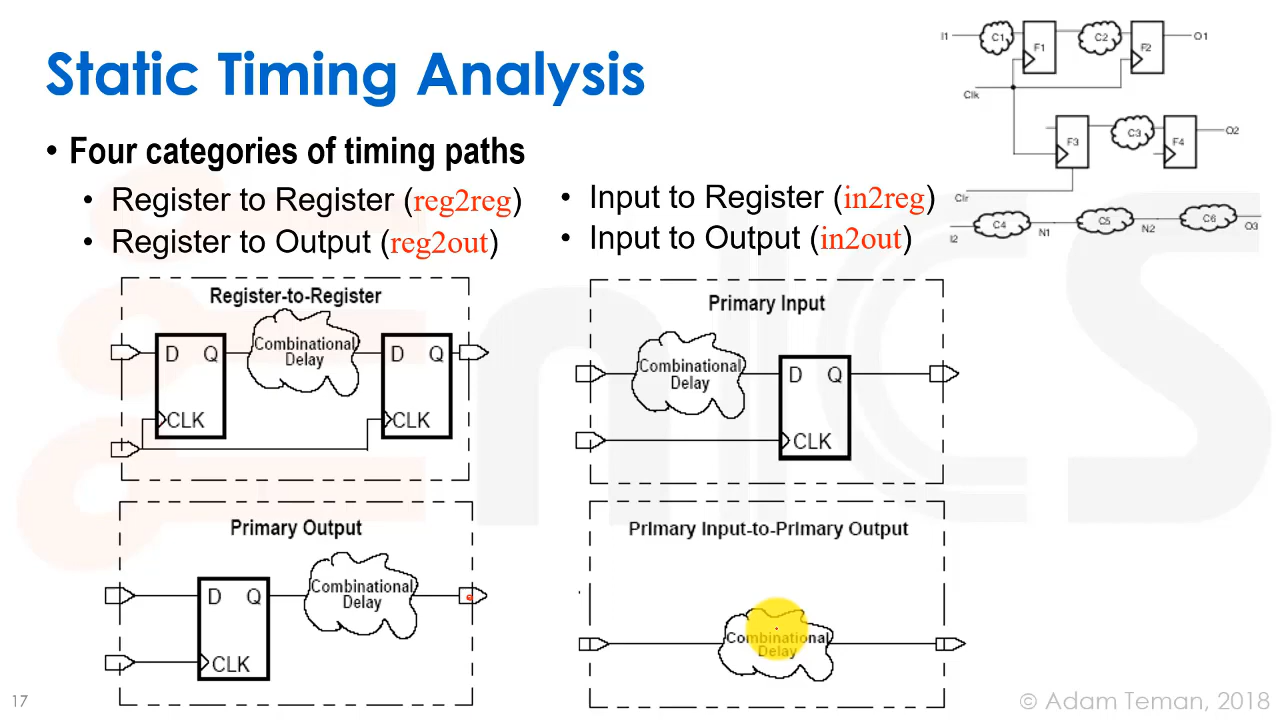 Static Timing Analysis
• Four categories of timing paths
• Register to Register (reg2reg)
• Register to Output (reg2out)
• Input to Register (in2reg)
• Input to Output (in2out)
I1
C1
F1
C2
F2
O1
Clk
F3
C3
F4
O2
Clr
I2
C4
N1
C5
N2
C6
O3
Register-to-Register
D Q
Combinational
Delay
D Q
CLK
CLK
Primary Input
Combinational
Delay
D Q
CLK
Primary Output
D Q
Combinational
Delay
CLK
Primary Input-to-Primary Output
Combinational
Delay
EnICS
17
© Adam Teman, 2018